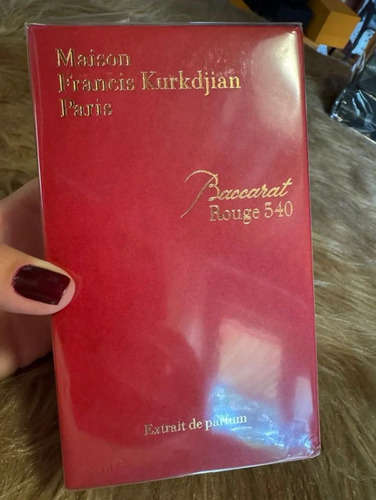 Maison
Francis Kurkdjian
Paris
Baccarat
Rouge 540
Extrait de parfum